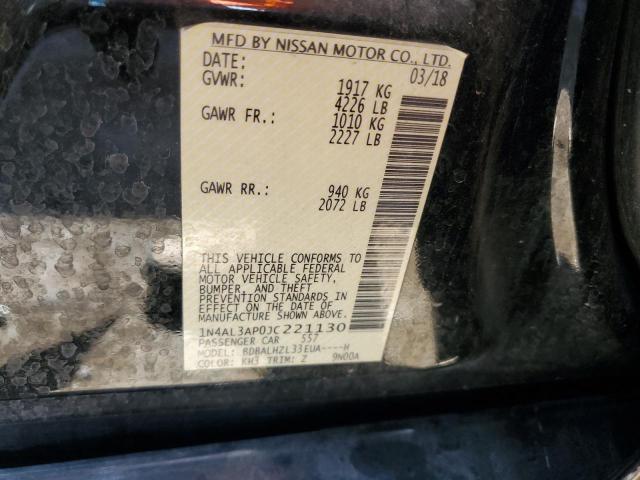 MFD BY NISSAN MOTOR CO., LTD.
DATE: 03/18
GVWR: 1917 KG
4226 LB
GAWR FR.: 1010 KG
2227 LB
GAWR RR.: 940 KG
2072 LB
THIS VEHICLE CONFORMS TO
ALL APPLICABLE FEDERAL
MOTOR VEHICLE SAFETY,
BUMPER, AND THEFT
PREVENTION STANDARDS IN
EFFECT ON THE DATE OF
MANUFACTURE SHOWN ABOVE.
1N4AL3AP0JC221130
PASSENGER CAR 557
MODEL: BDBALHZL33EUA----H
COLOR: KH3 TRIM: Z 9N00A